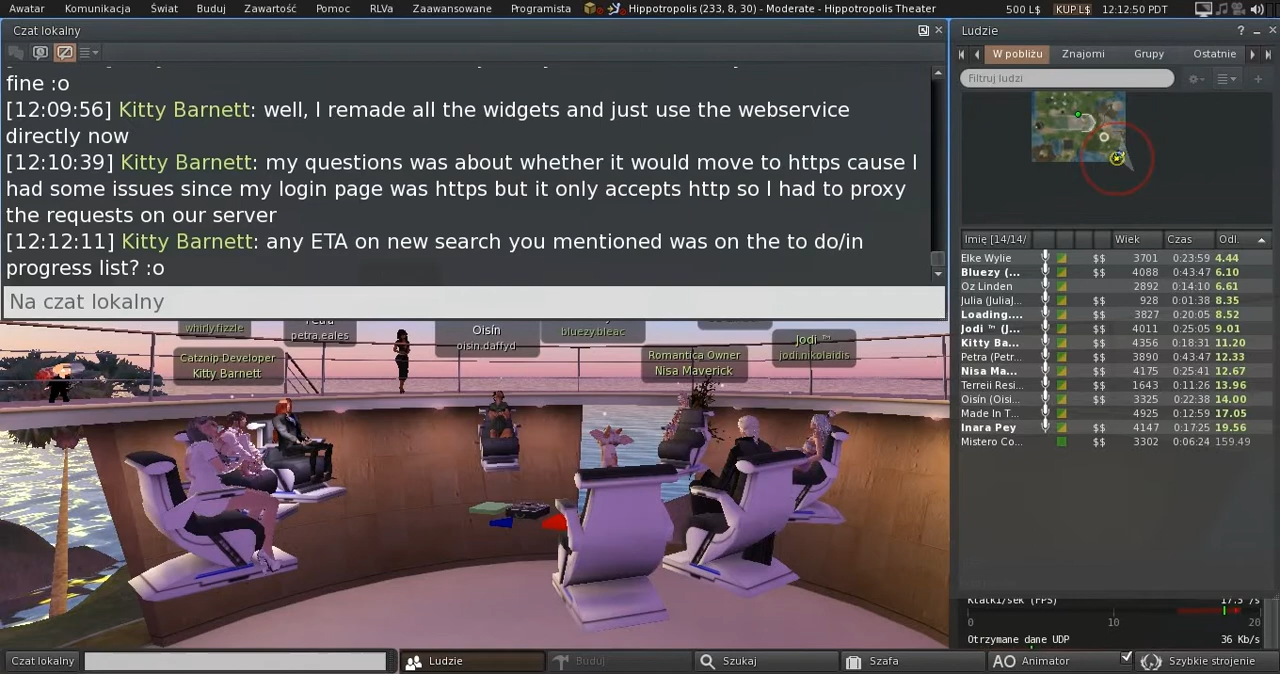 Awatar Komunikacja Świat Buduj Zawartość Pomoc RLVa Zaawansowane Programista Hippotropolis (233, 8, 30) - Moderate - Hippotropolis Theater 500 L$ KUP L$ 12:12:50 PDT
Czat lokalny
fine :o
[12:09:56] Kitty Barnett: well, I remade all the widgets and just use the webservice
directly now
[12:10:39] Kitty Barnett: my questions was about whether it would move to https cause I
had some issues since my login page was https but it only accepts http so I had to proxy
the requests on our server
[12:12:11] Kitty Barnett: any ETA on new search you mentioned was on the to do/in
progress list? :o
Na czat lokalny
Ludzie
W pobliżu Znajomi Grupy Ostatnie
Filtruj ludzi
Imię [14/14/ Wiek Czas Odl.
Elke Wylie $$ 3701 0:23:59 4.44
Bluezy (... $$ 4088 0:43:47 6.10
Oz Linden 2892 0:14:10 6.61
Julia (JuliaJ... $$ 928 0:01:38 8.35
Loading.... $$ 3827 0:20:05 8.52
Jodi ™ (J... $$ 4011 0:25:05 9.01
Kitty Ba... $$ 4356 0:18:31 11.20
Petra (Petr... $$ 3890 0:43:47 12.33
Nisa Ma... $$ 4175 0:25:41 12.67
Terreii Resi... $$ 1643 0:11:26 13.96
Oisín (Oisi... $$ 3325 0:22:38 14.00
Made In T... 4925 0:12:59 17.05
Inara Pey $$ 4147 0:17:25 19.56
Mistero Co... $$ 3302 0:06:24 159.49
whirly.fizzle
petra.eales
Oisín
oisin.daffyd
bluezy.bleac
Jodi ™
jodi.nikolaidis
Catznip Developer
Kitty Barnett
Romantica Owner
Nisa Maverick
Klatki/sek (FPS) 17.5 /s
0 10 20
Otrzymane dane UDP 36 Kb/s
Czat lokalny Ludzie Buduj Szukaj Szafa AO Animator Szybkie strojenie